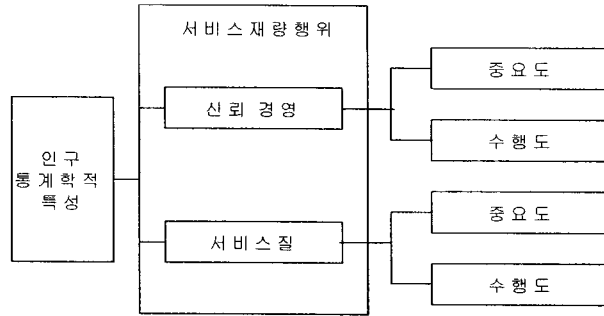 서비스재량행위
인구
통계학적
특성
신뢰 경영
중요도
수행도
서비스질
중요도
수행도